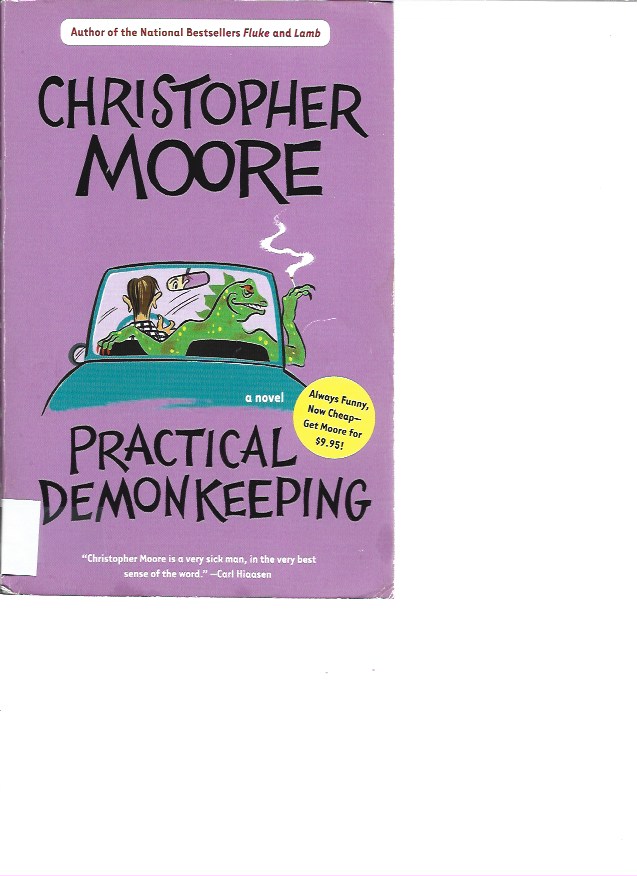 Author of the National Bestsellers Fluke and Lamb
CHRISTOPHER
MOORE
a novel
Always Funny,
Now Cheap—
Get Moore for
$9.95!
PRACTICAL
DEMONKEEPING
“Christopher Moore is a very sick man, in the very best
sense of the word.” —Carl Hiaasen